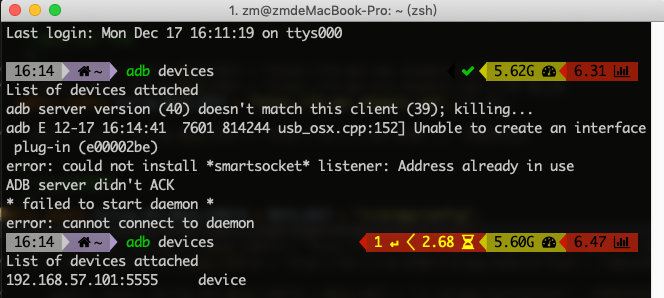 1. zm@zmdeMacBook-Pro: ~ (zsh)
Last login: Mon Dec 17 16:11:19 on ttys000
16:14 ~ adb devices ✔ 5.62G 6.31
List of devices attached
adb server version (40) doesn't match this client (39); killing...
adb E 12-17 16:14:41  7601 814244 usb_osx.cpp:152] Unable to create an interface
 plug-in (e00002be)
error: could not install *smartsocket* listener: Address already in use
ADB server didn't ACK
* failed to start daemon *
error: cannot connect to daemon
16:14 ~ adb devices 1 ↵ 2.68 5.60G 6.47
List of devices attached
192.168.57.101:5555     device